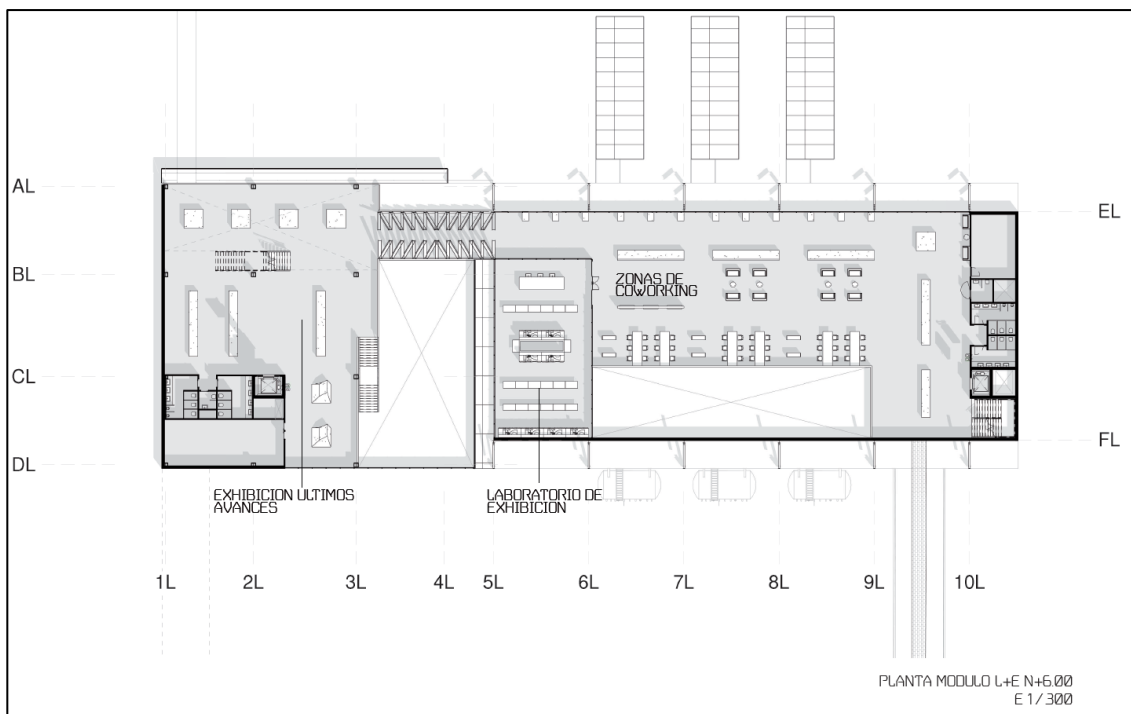 AL
EL
BL
ZONAS DE
COWORKING
CL
FL
DL
EXHIBICION ULTIMOS
AVANCES
LABORATORIO DE
EXHIBICION
1L 2L 3L 4L 5L 6L 7L 8L 9L 10L
PLANTA MODULO L+E N+6.00
E 1/300